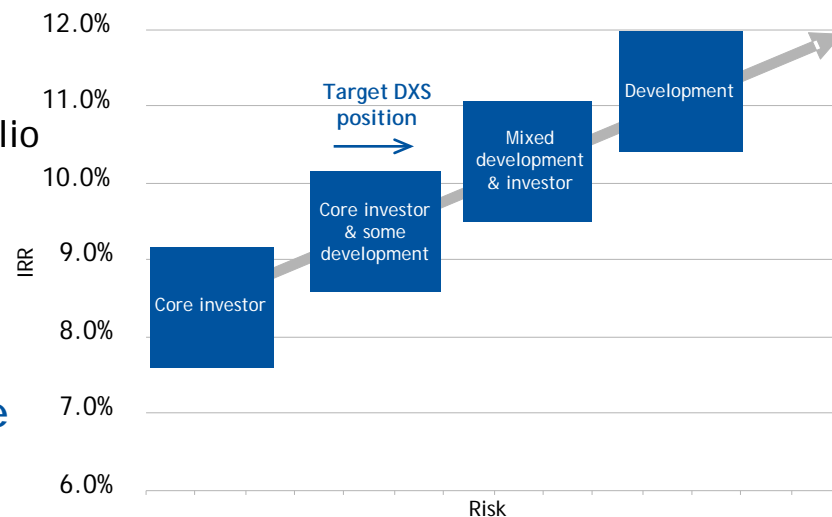 12.0%
11.0%
10.0%
9.0%
8.0%
7.0%
6.0%
IRR
lio
e
Target DXS
position
Core investor
Core investor
& some
development
Mixed
development
& investor
Development
Risk